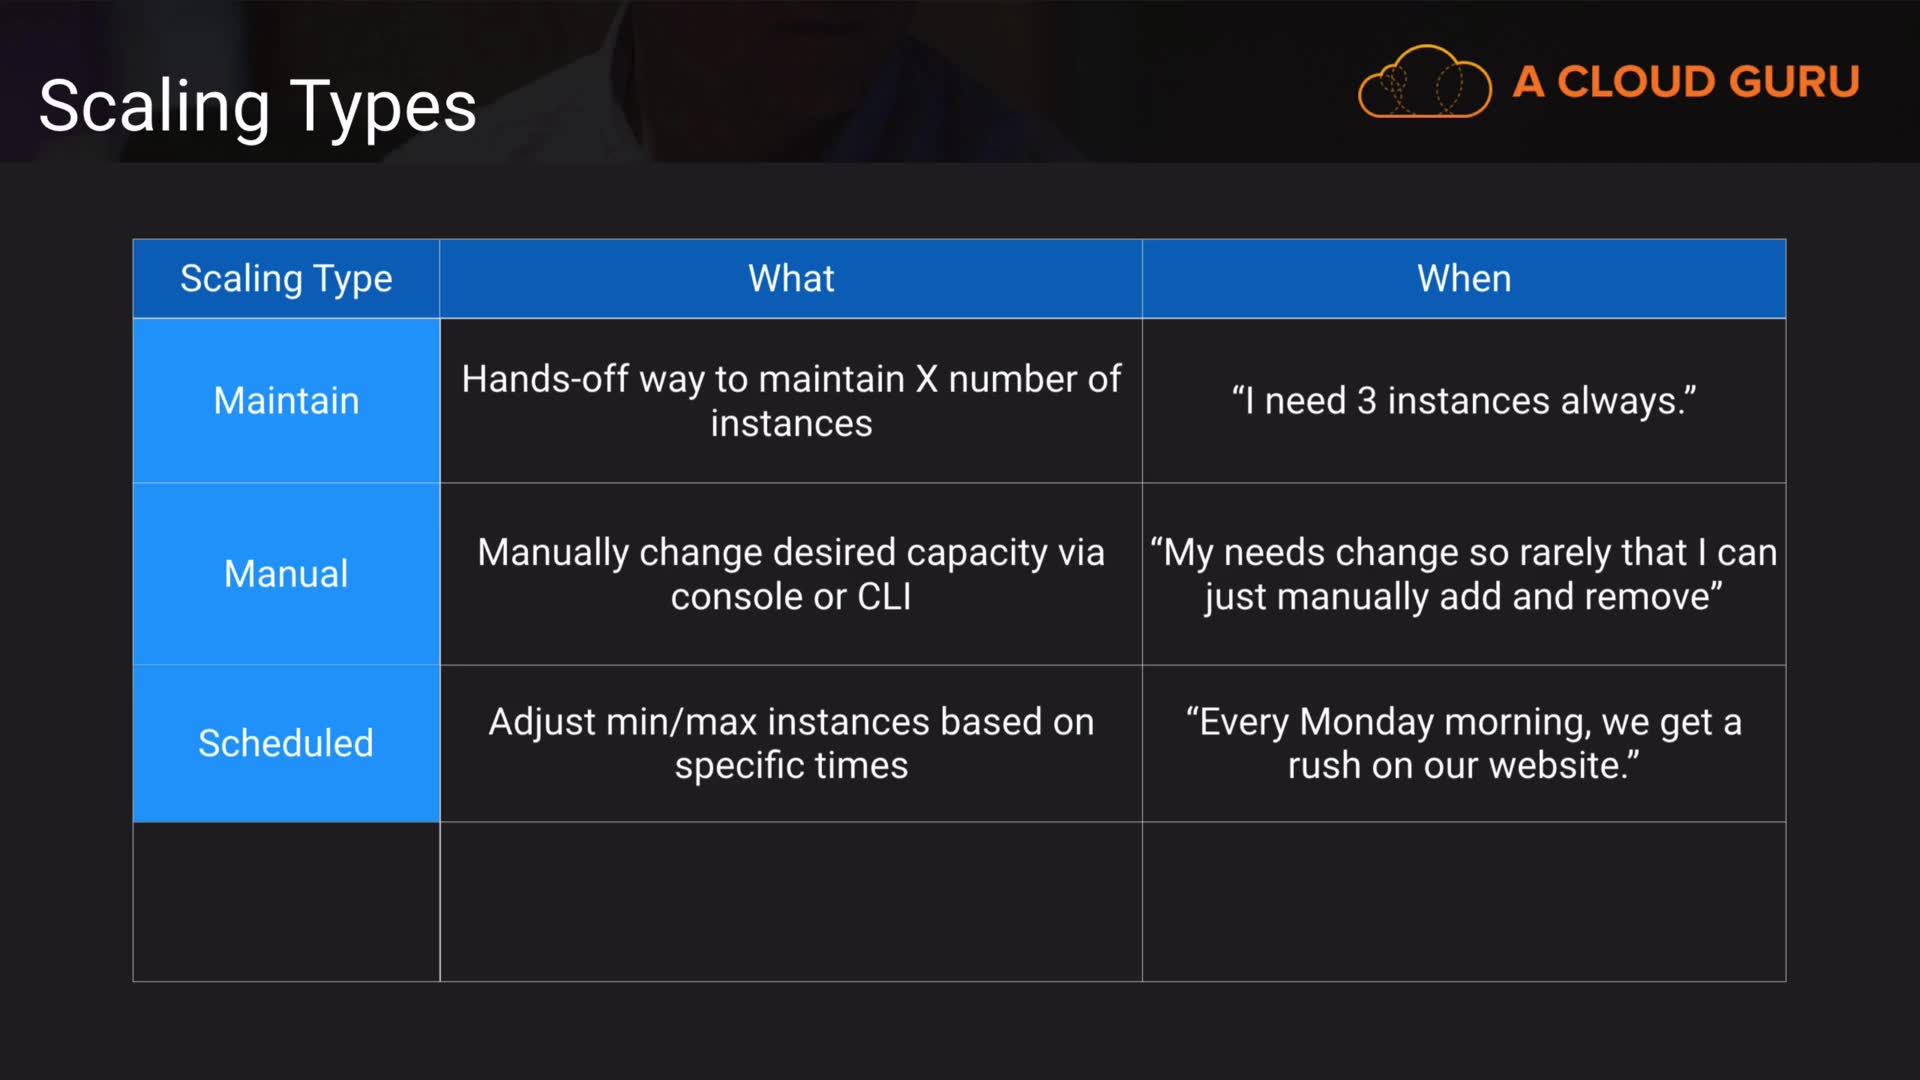 Scaling Types
A CLOUD GURU
Scaling Type
What
When
Maintain
Hands-off way to maintain X number of
instances
“I need 3 instances always.”
Manual
Manually change desired capacity via
console or CLI
“My needs change so rarely that I can
just manually add and remove”
Scheduled
Adjust min/max instances based on
specific times
“Every Monday morning, we get a
rush on our website.”